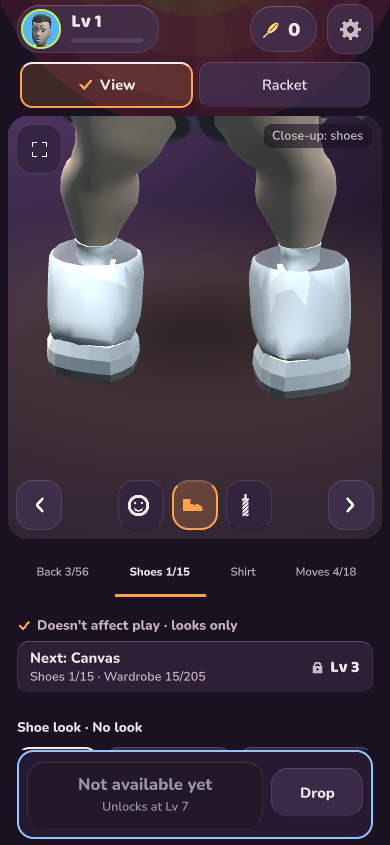 Lv 1
0
View
Racket
Close-up: shoes
Back 3/56
Shoes 1/15
Shirt
Moves 4/18
Doesn't affect play · looks only
Next: Canvas
Shoes 1/15 · Wardrobe 15/205
Lv 3
Shoe look · No look
Not available yet
Unlocks at Lv 7
Drop